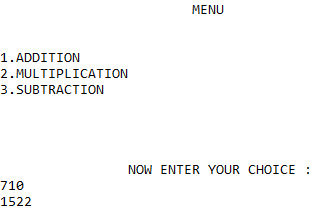 MENU
1.ADDITION
2.MULTIPLICATION
3.SUBTRACTION
NOW ENTER YOUR CHOICE :
710
1522